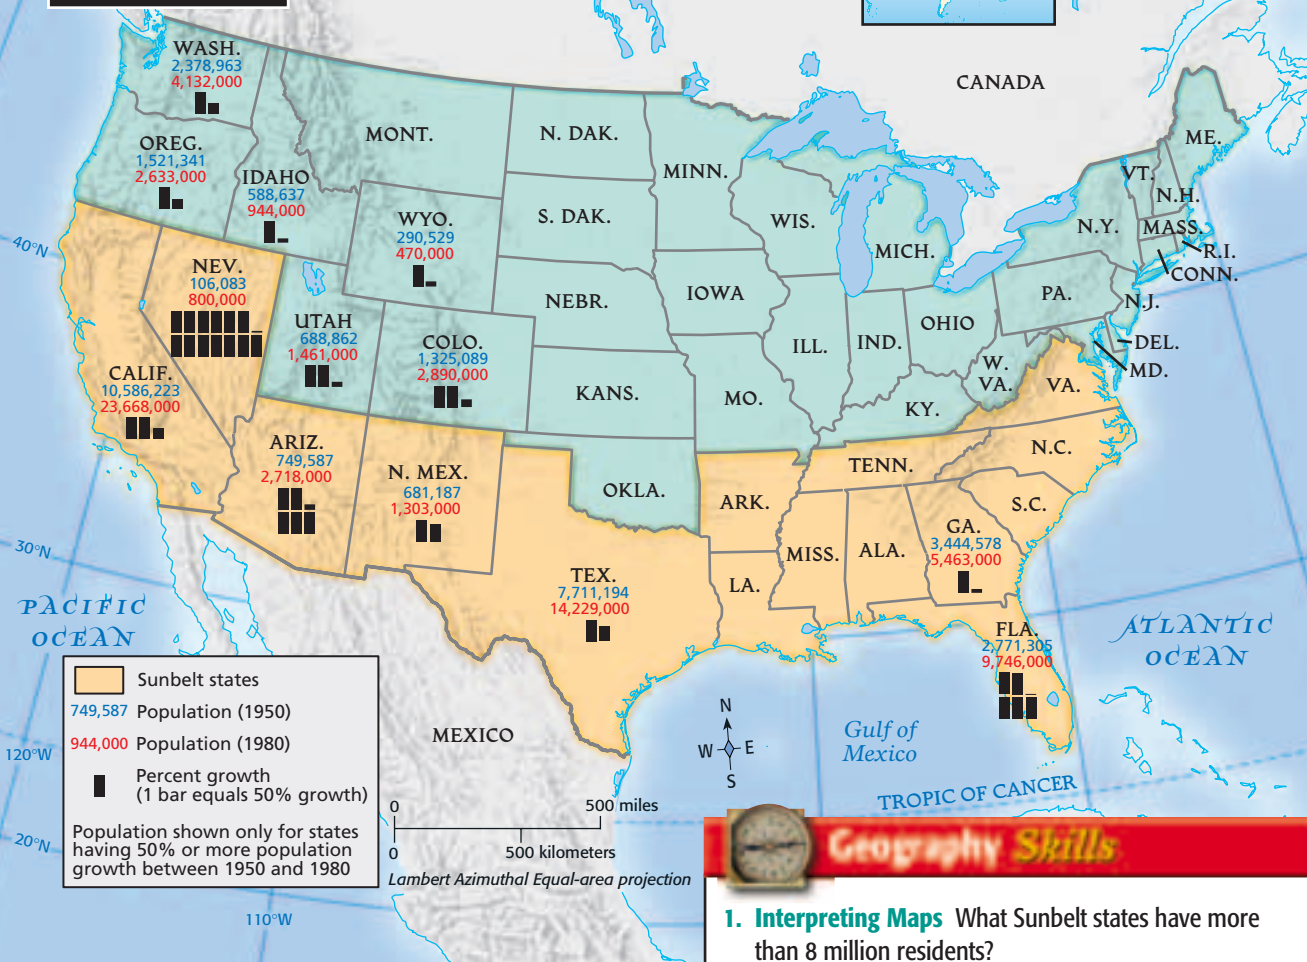 CANADA
WASH.
2,378,963
4,132,000
OREG.
1,521,341
2,633,000
IDAHO
588,637
944,000
MONT.
N. DAK.
MINN.
S. DAK.
WYO.
290,529
470,000
WIS.
MICH.
ME.
VT.
N.H.
N.Y.
MASS.
R.I.
CONN.
40°N
NEV.
106,083
800,000
UTAH
688,862
1,461,000
COLO.
1,325,089
2,890,000
NEBR.
IOWA
ILL.
IND.
OHIO
PA.
N.J.
DEL.
MD.
W.
VA.
VA.
CALIF.
10,586,223
23,668,000
KANS.
MO.
KY.
ARIZ.
749,587
2,718,000
N. MEX.
681,187
1,303,000
OKLA.
ARK.
TENN.
N.C.
S.C.
30°N
TEX.
7,711,194
14,229,000
LA.
MISS.
ALA.
GA.
3,444,578
5,463,000
FLA.
2,771,305
9,746,000
PACIFIC
OCEAN
ATLANTIC
OCEAN
MEXICO
Gulf of
Mexico
TROPIC OF CANCER
N
W
E
S
Sunbelt states
749,587 Population (1950)
944,000 Population (1980)
Percent growth
(1 bar equals 50% growth)
Population shown only for states
having 50% or more population
growth between 1950 and 1980
120°W
20°N
110°W
0 500 miles
0 500 kilometers
Lambert Azimuthal Equal-area projection
Geography Skills
1. Interpreting Maps What Sunbelt states have more
than 8 million residents?